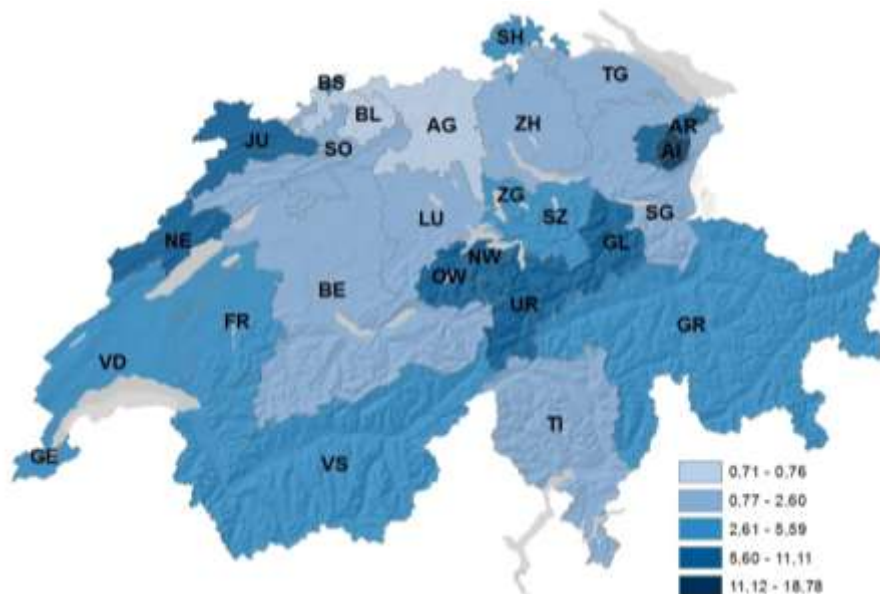 SH
TG
BS
BL
AG
ZH
AR
JU
SO
AI
ZG
LU
SZ
SG
NE
NW
GL
OW
BE
UR
FR
GR
VD
TI
GE
VS
0,71 - 0,76
0,77 - 2,60
2,61 - 5,59
5,60 - 11,11
11,12 - 18,78